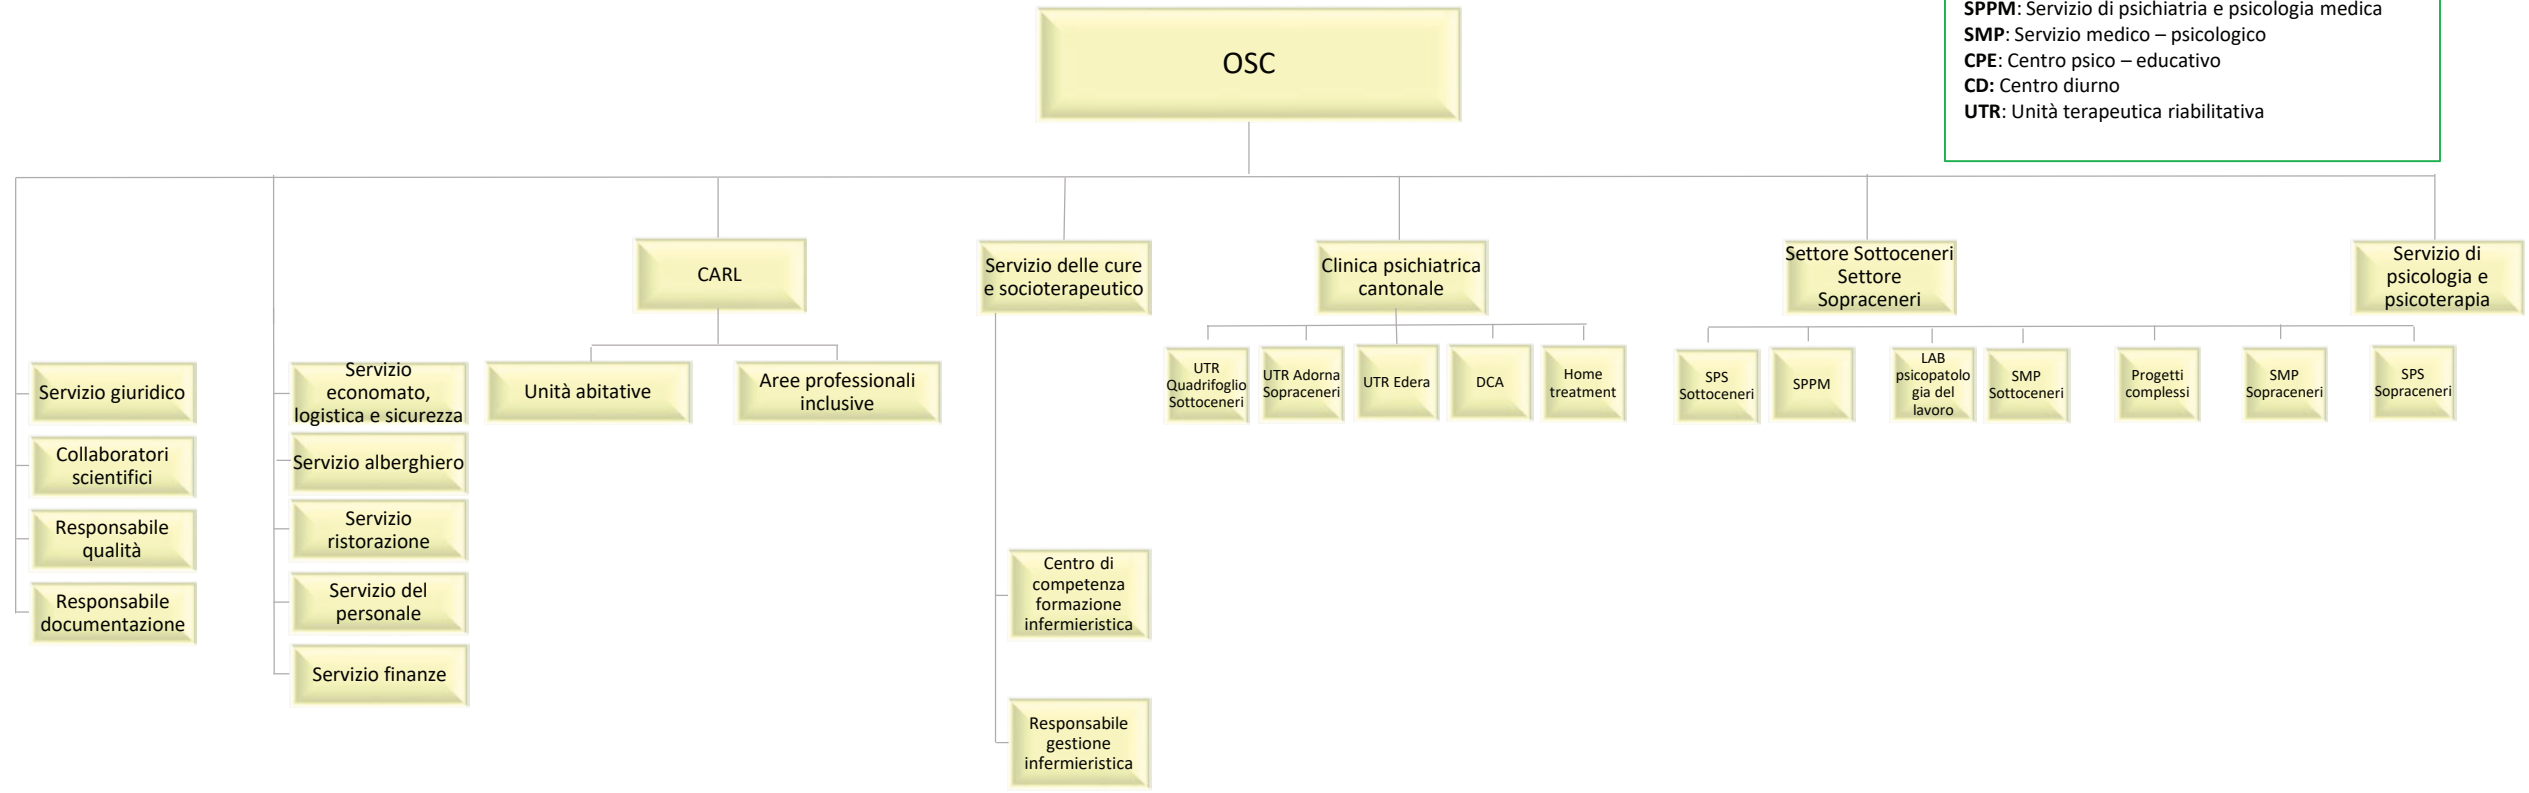 SPPM: Servizio di psichiatria e psicologia medica
SMP: Servizio medico – psicologico
CPE: Centro psico – educativo
CD: Centro diurno
UTR: Unità terapeutica riabilitativa
OSC
CARL
Servizio delle cure
e socioterapeutico
Clinica psichiatrica
cantonale
Settore Sottoceneri
Settore
Sopraceneri
Servizio di
psicologia e
psicoterapia
Servizio giuridico
Collaboratori
scientifici
Responsabile
qualità
Responsabile
documentazione
Servizio
economato,
logistica e sicurezza
Servizio alberghiero
Servizio
ristorazione
Servizio del
personale
Servizio finanze
Unità abitative
Aree professionali
inclusive
Centro di
competenza
formazione
infermieristica
Responsabile
gestione
infermieristica
UTR
Quadrifoglio
Sottoceneri
UTR Adorna
Sopraceneri
UTR Edera
DCA
Home
treatment
SPS
Sottoceneri
SPPM
LAB
psicopatolo
gia del
lavoro
SMP
Sottoceneri
Progetti
complessi
SMP
Sopraceneri
SPS
Sopraceneri